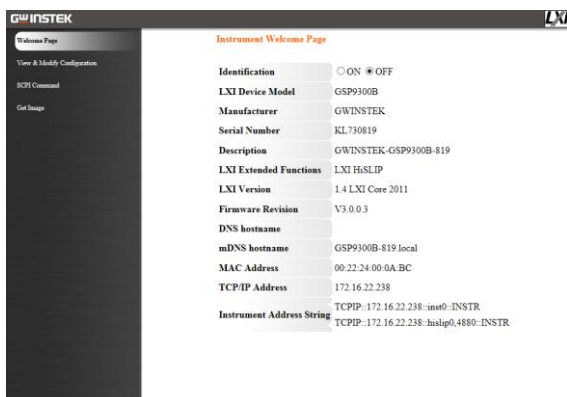 GW INSTEK
LXI
Welcome Page
View & Modify Configuration
SCPI Command
Get Image
Instrument Welcome Page
Identification ON OFF
LXI Device Model GSP9300B
Manufacturer GWINSTEK
Serial Number KL730819
Description GWINSTEK-GSP9300B-819
LXI Extended Functions LXI HiSLIP
LXI Version 1.4 LXI Core 2011
Firmware Revision V3.0.0.3
DNS hostname
mDNS hostname GSP9300B-819.local
MAC Address 00:22:24:00:0A:BC
TCP/IP Address 172.16.22.238
Instrument Address String TCPIP::172.16.22.238::inst0::INSTR
TCPIP::172.16.22.238::hislip0,4880::INSTR